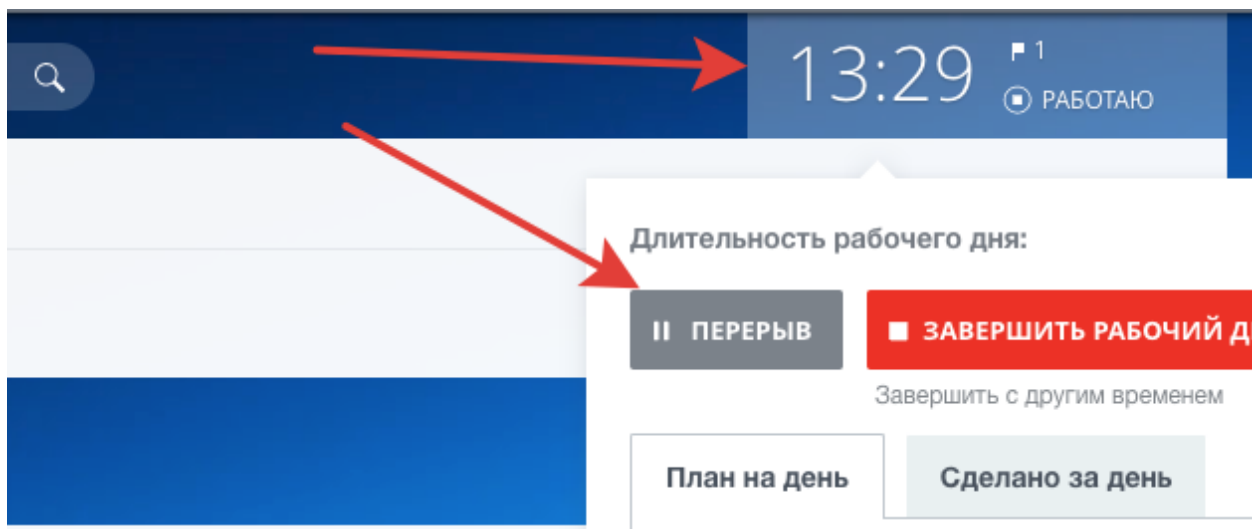 13:29
1
РАБОТАЮ
Длительность рабочего дня:
ПЕРЕРЫВ
ЗАВЕРШИТЬ РАБОЧИЙ
Завершить с другим временем
План на день
Сделано за день